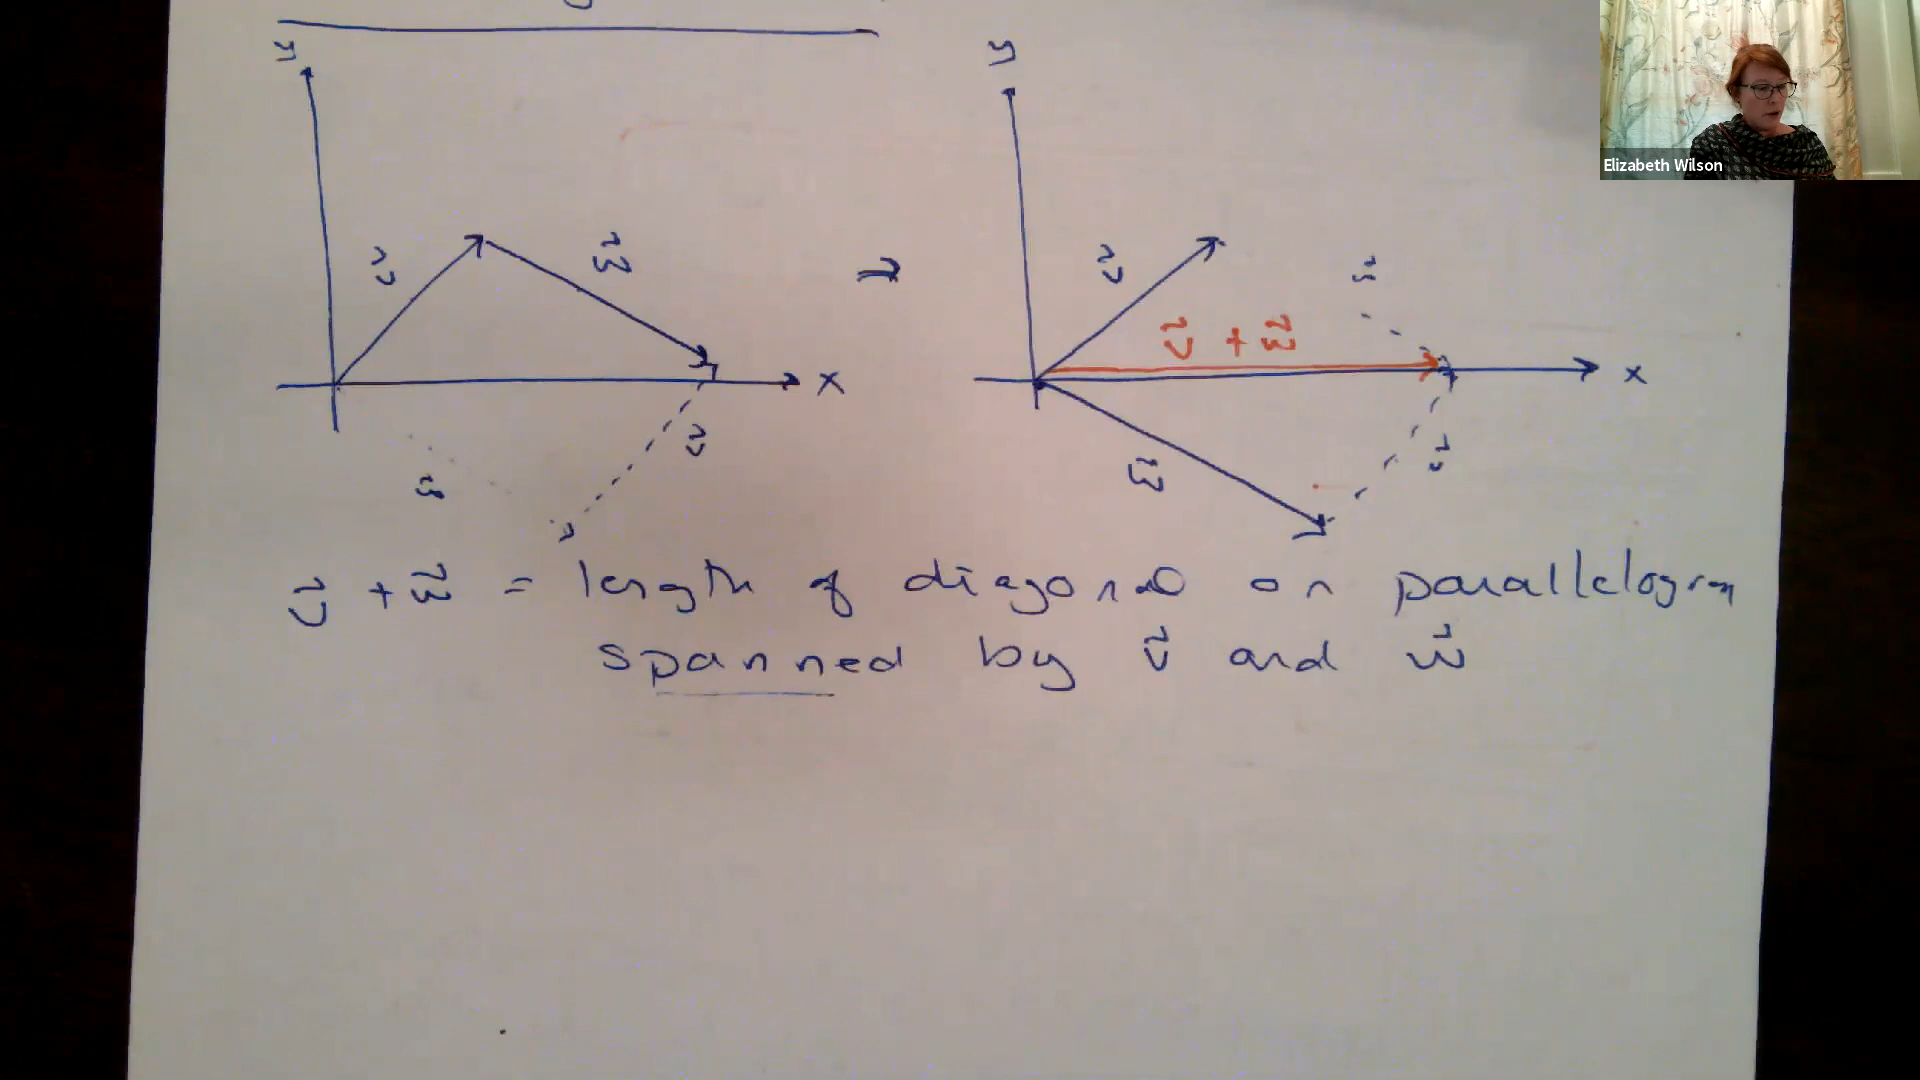 y
y
Elizabeth Wilson
v⃗
w⃗
v⃗
w⃗
v⃗ + w⃗
x
x
v⃗
v⃗
w⃗
w⃗
v⃗ + w⃗ = length of diagonal on parallelogram
spanned by v⃗ and w⃗